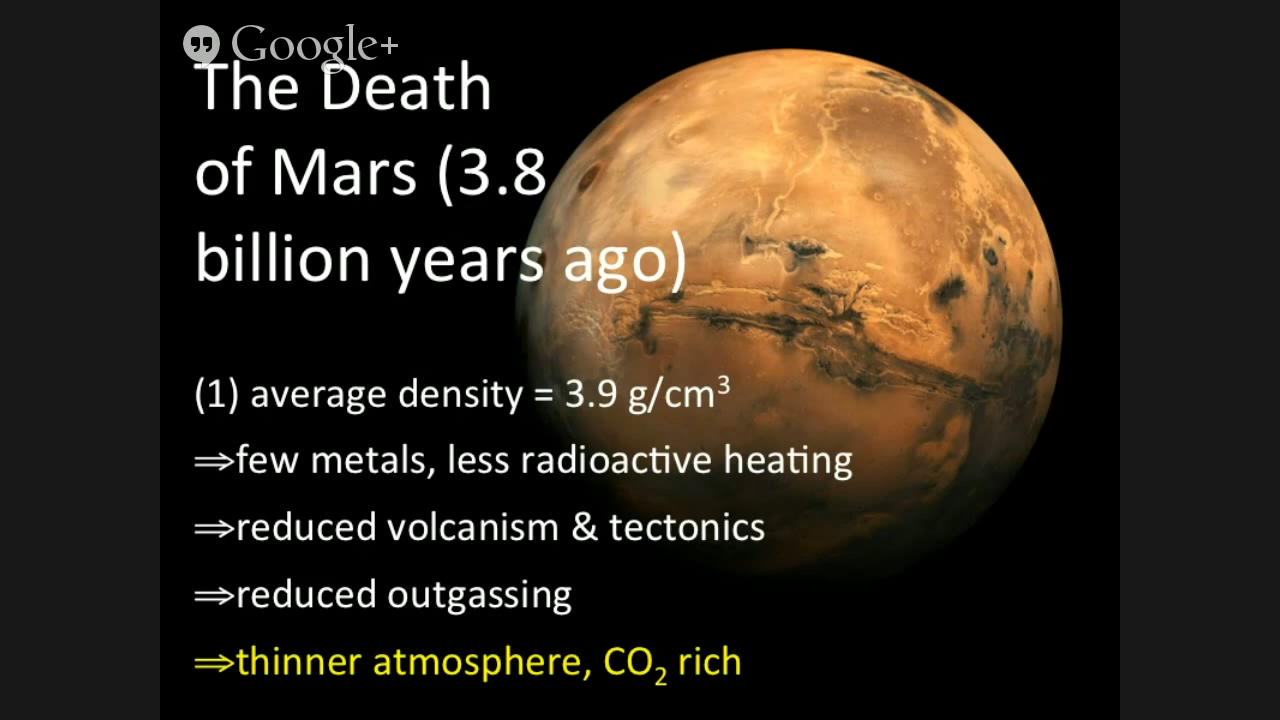 Google+
The Death
of Mars (3.8
billion years ago)
(1) average density = 3.9 g/cm³
⇒few metals, less radioactive heating
⇒reduced volcanism & tectonics
⇒reduced outgassing
⇒thinner atmosphere, CO₂ rich